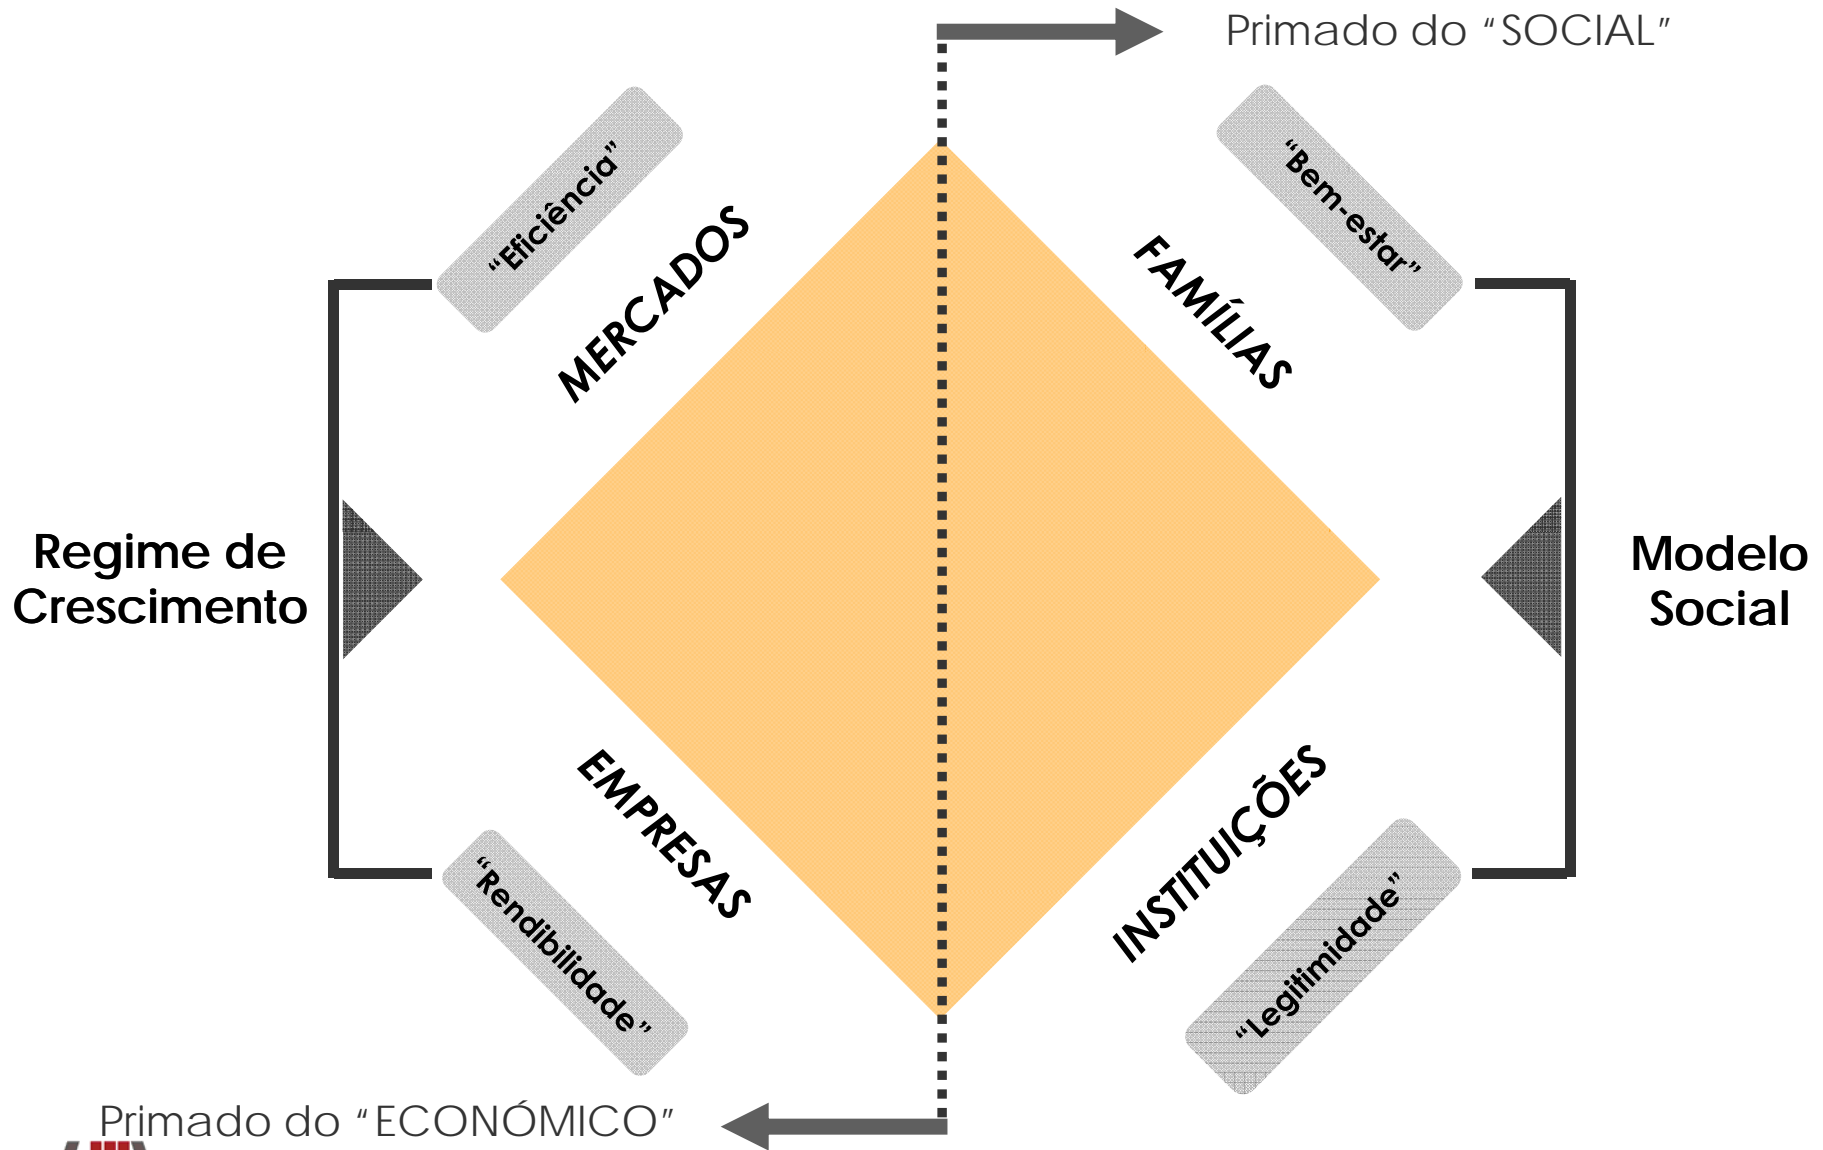 Primado do “SOCIAL”
“Eficiência”
“Bem-estar”
MERCADOS
FAMÍLIAS
Regime de
Crescimento
Modelo
Social
EMPRESAS
INSTITUIÇÕES
“Rendibilidade”
“Legitimidade”
Primado do “ECONÓMICO”